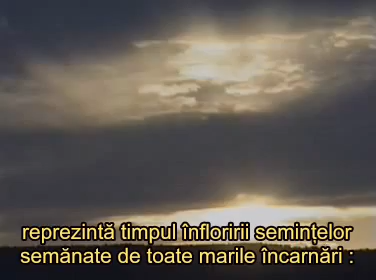 reprezintă timpul înfloririi semințelor
semănate de toate marile încarnări :